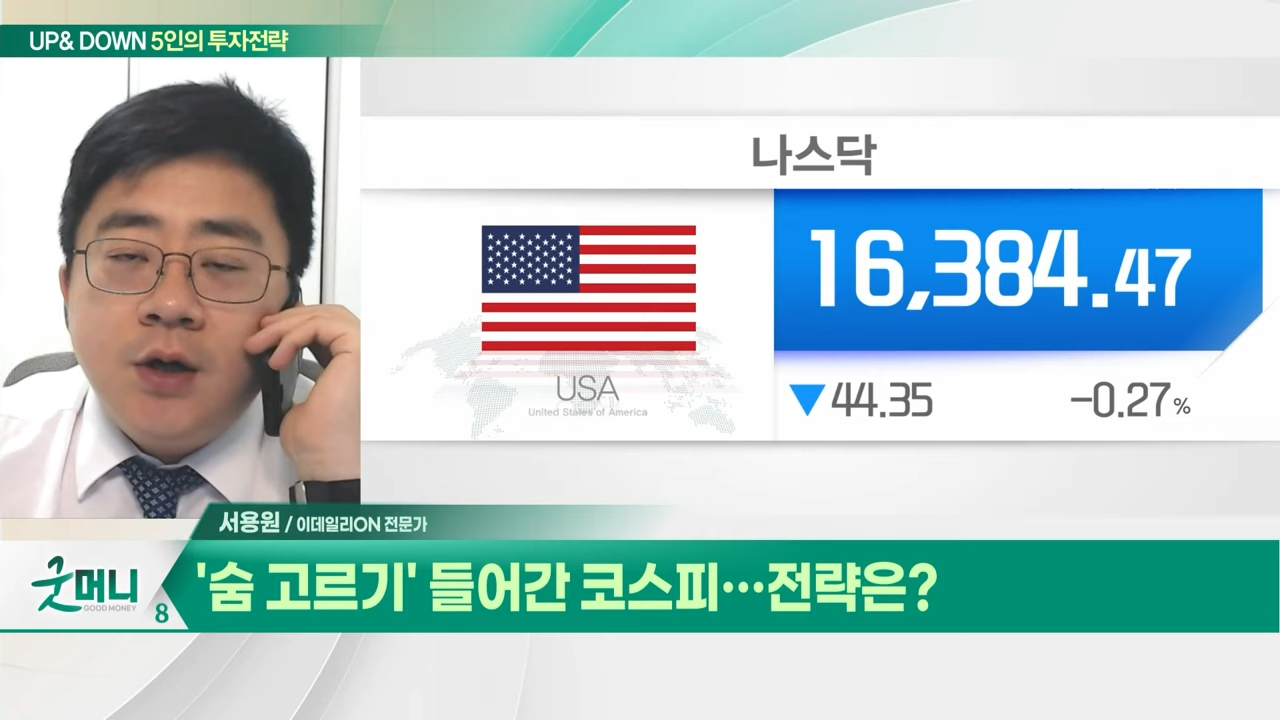 UP& DOWN 5인의 투자전략
나스닥
16,384.47
USA
United States of America
▼44.35 -0.27%
서용원 / 이데일리ON 전문가
굿머니
GOOD MONEY
8
'숨 고르기' 들어간 코스피…전략은?